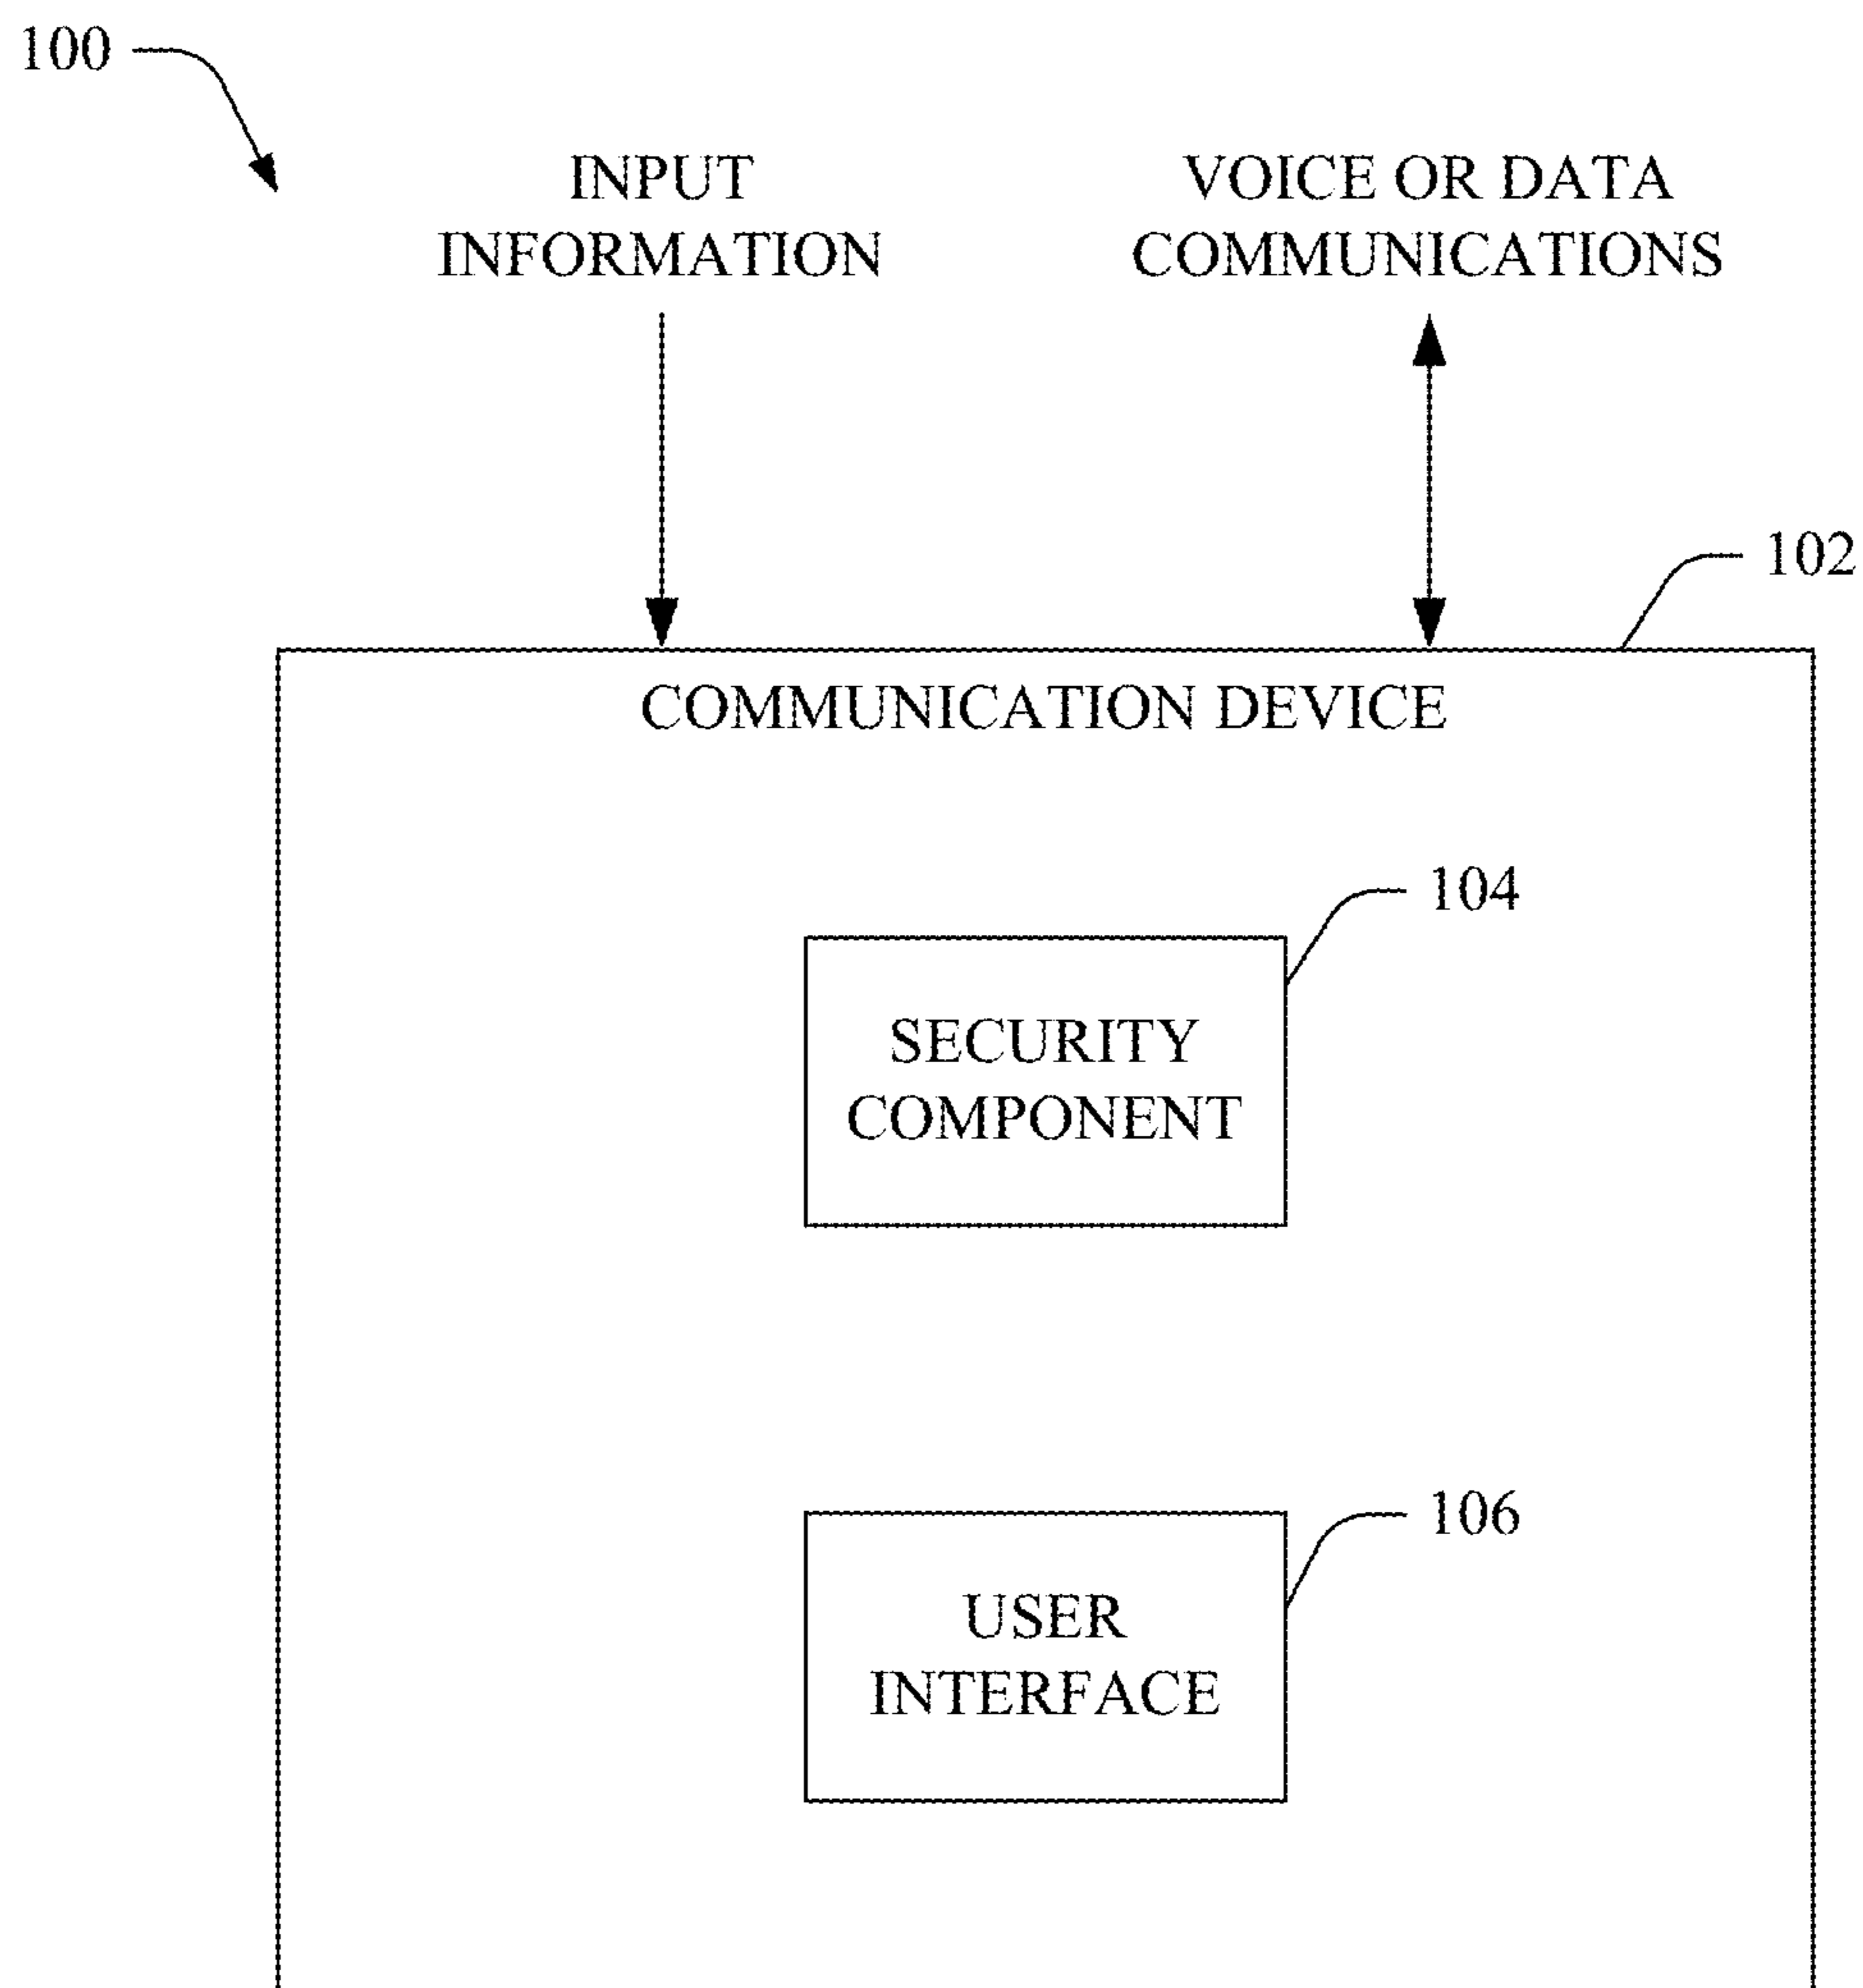 100
INPUT
INFORMATION
VOICE OR DATA
COMMUNICATIONS
102
COMMUNICATION DEVICE
104
SECURITY
COMPONENT
106
USER
INTERFACE